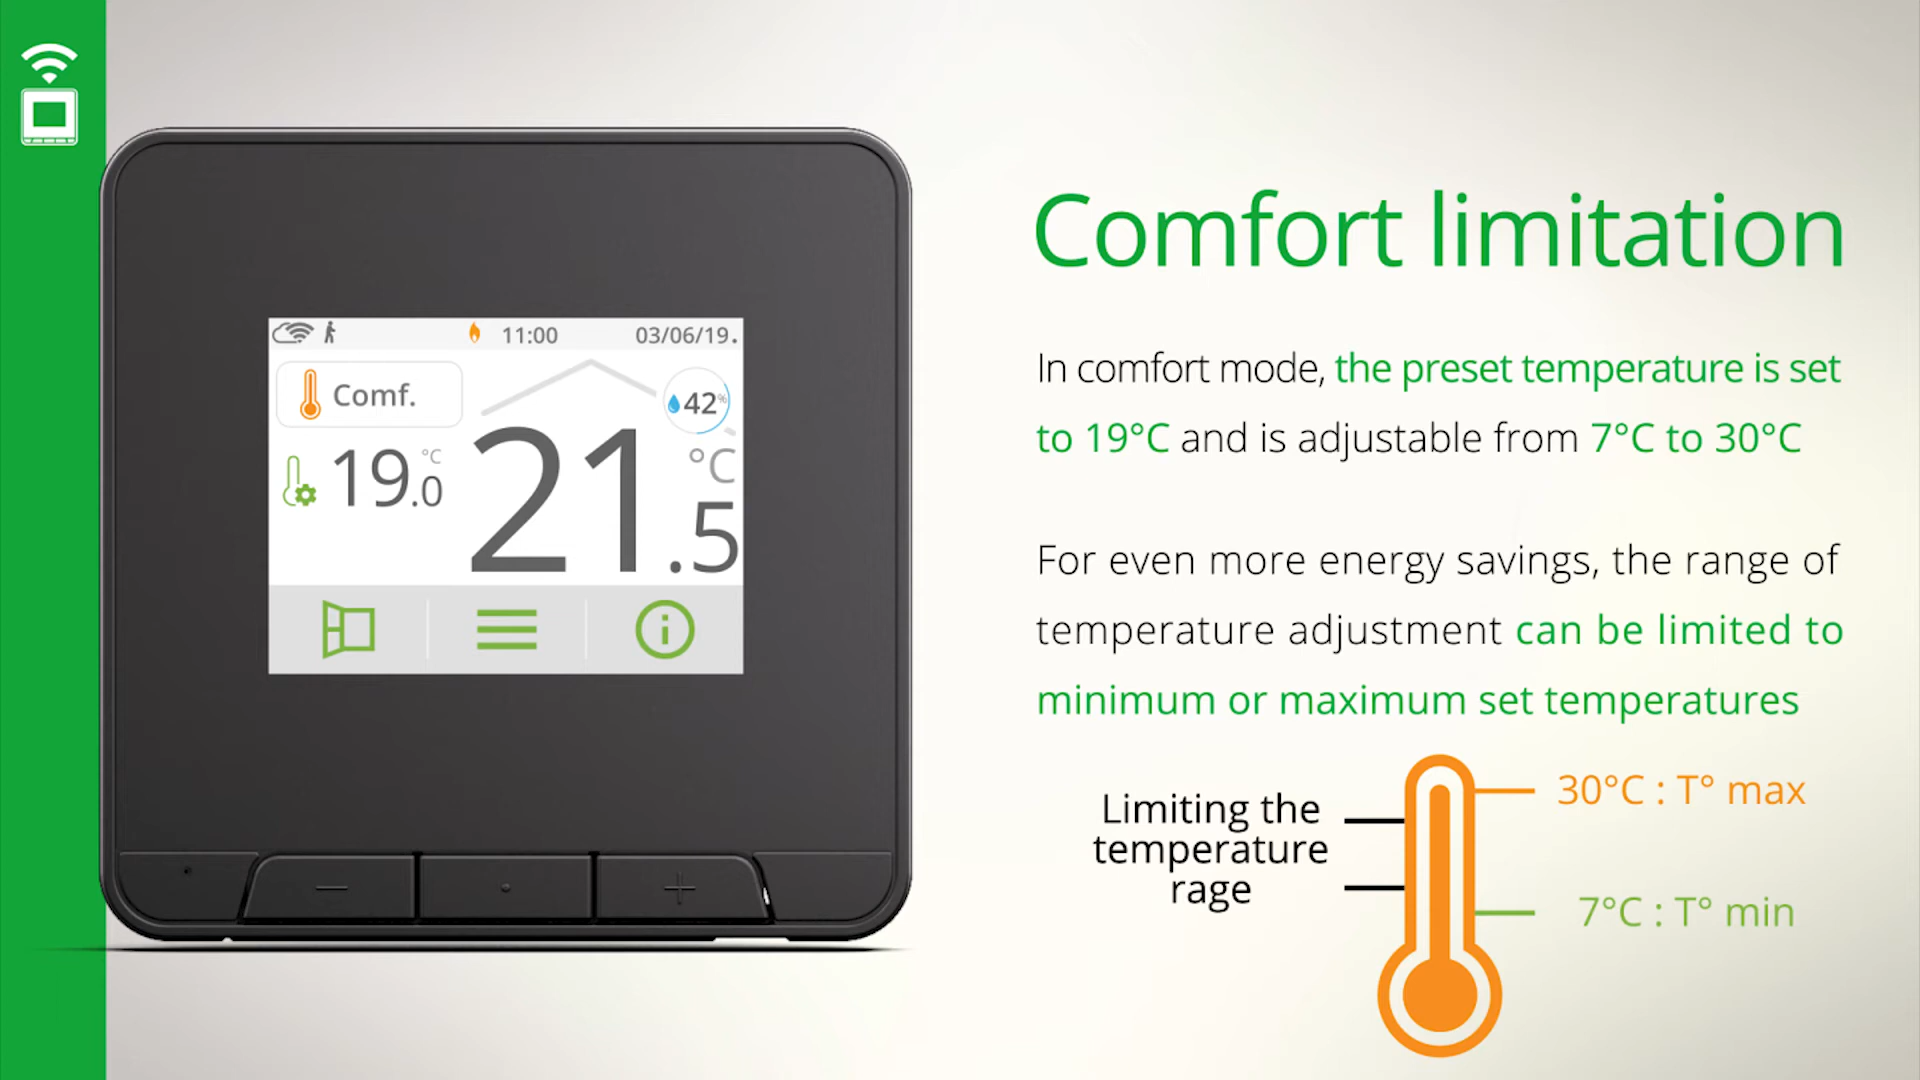 11:00
03/06/19.
Comf.
42%
19.0 °C
21.5 °C
Comfort limitation
In comfort mode, the preset temperature is set
to 19°C and is adjustable from 7°C to 30°C
For even more energy savings, the range of
temperature adjustment can be limited to
minimum or maximum set temperatures
Limiting the
temperature
rage
30°C : T° max
7°C : T° min